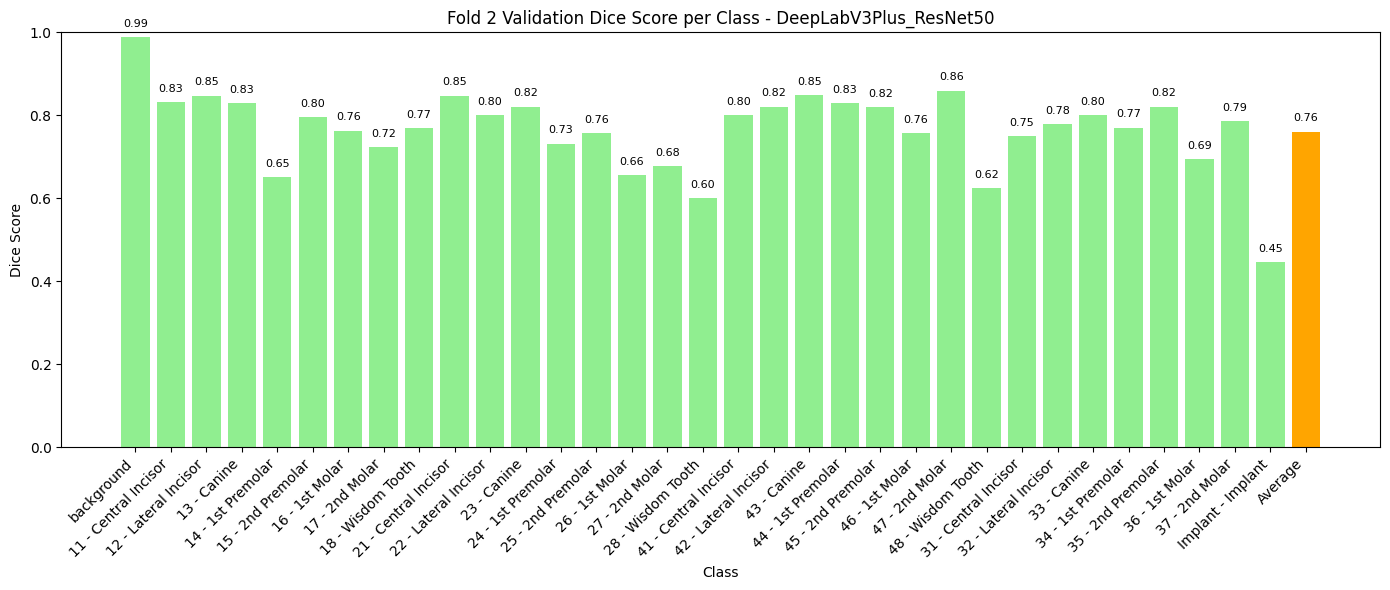 Fold 2 Validation Dice Score per Class - DeepLabV3Plus_ResNet50
Dice Score
1.0
0.8
0.6
0.4
0.2
0.0
0.99
0.83
0.85
0.83
0.65
0.80
0.76
0.72
0.77
0.85
0.80
0.82
0.73
0.76
0.66
0.68
0.60
0.80
0.82
0.85
0.83
0.82
0.76
0.86
0.62
0.75
0.78
0.80
0.77
0.82
0.69
0.79
0.45
0.76
background
11 - Central Incisor
12 - Lateral Incisor
13 - Canine
14 - 1st Premolar
15 - 2nd Premolar
16 - 1st Molar
17 - 2nd Molar
18 - Wisdom Tooth
21 - Central Incisor
22 - Lateral Incisor
23 - Canine
24 - 1st Premolar
25 - 2nd Premolar
26 - 1st Molar
27 - 2nd Molar
28 - Wisdom Tooth
41 - Central Incisor
42 - Lateral Incisor
43 - Canine
44 - 1st Premolar
45 - 2nd Premolar
46 - 1st Molar
47 - 2nd Molar
48 - Wisdom Tooth
31 - Central Incisor
32 - Lateral Incisor
33 - Canine
34 - 1st Premolar
35 - 2nd Premolar
36 - 1st Molar
37 - 2nd Molar
Implant - Implant
Average
Class